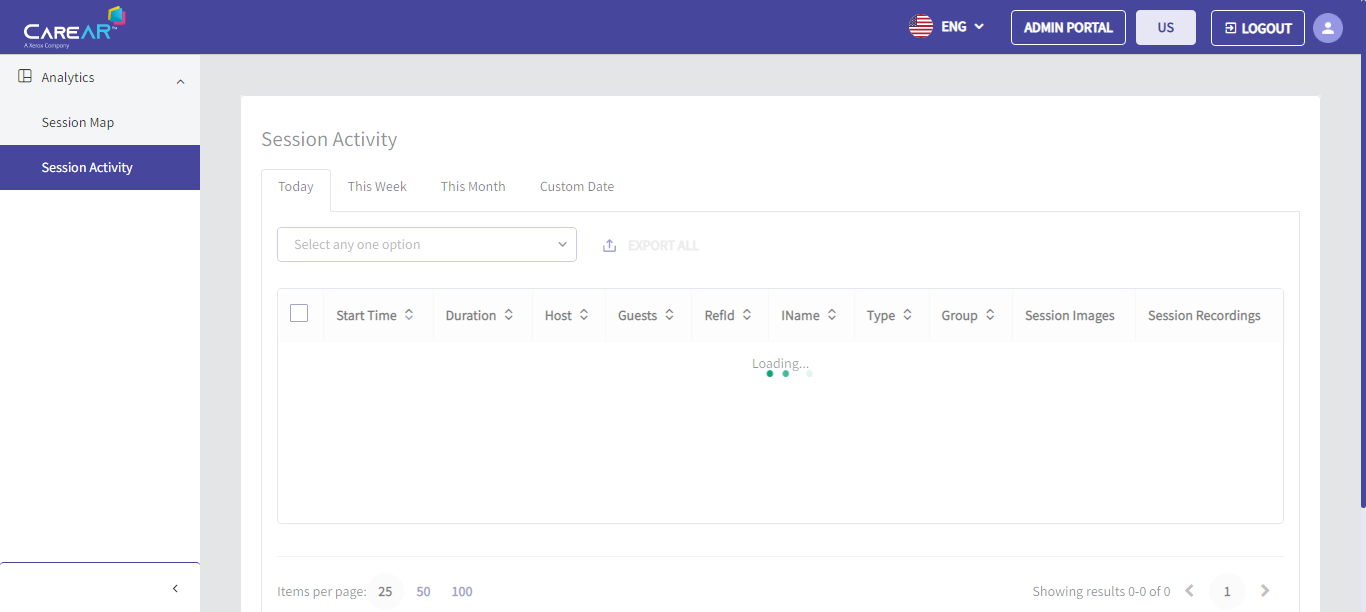 CAREAR™
A Xerox Company
ENG
ADMIN PORTAL
US
LOGOUT
Analytics
Session Map
Session Activity
Session Activity
Today
This Week
This Month
Custom Date
Select any one option
EXPORT ALL
Start Time
Duration
Host
Guests
RefId
IName
Type
Group
Session Images
Session Recordings
Loading...
Items per page: 25 50 100
Showing results 0-0 of 0
1